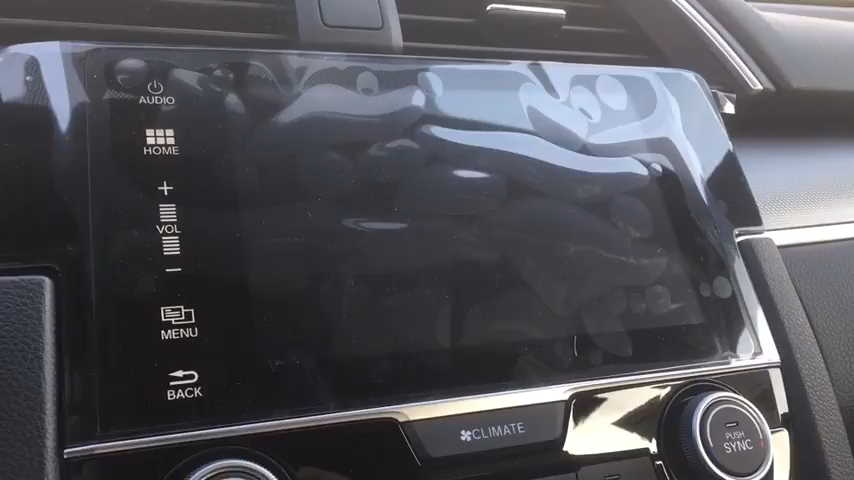 AUDIO
HOME
+
VOL
−
MENU
BACK
CLIMATE
PUSH
SYNC